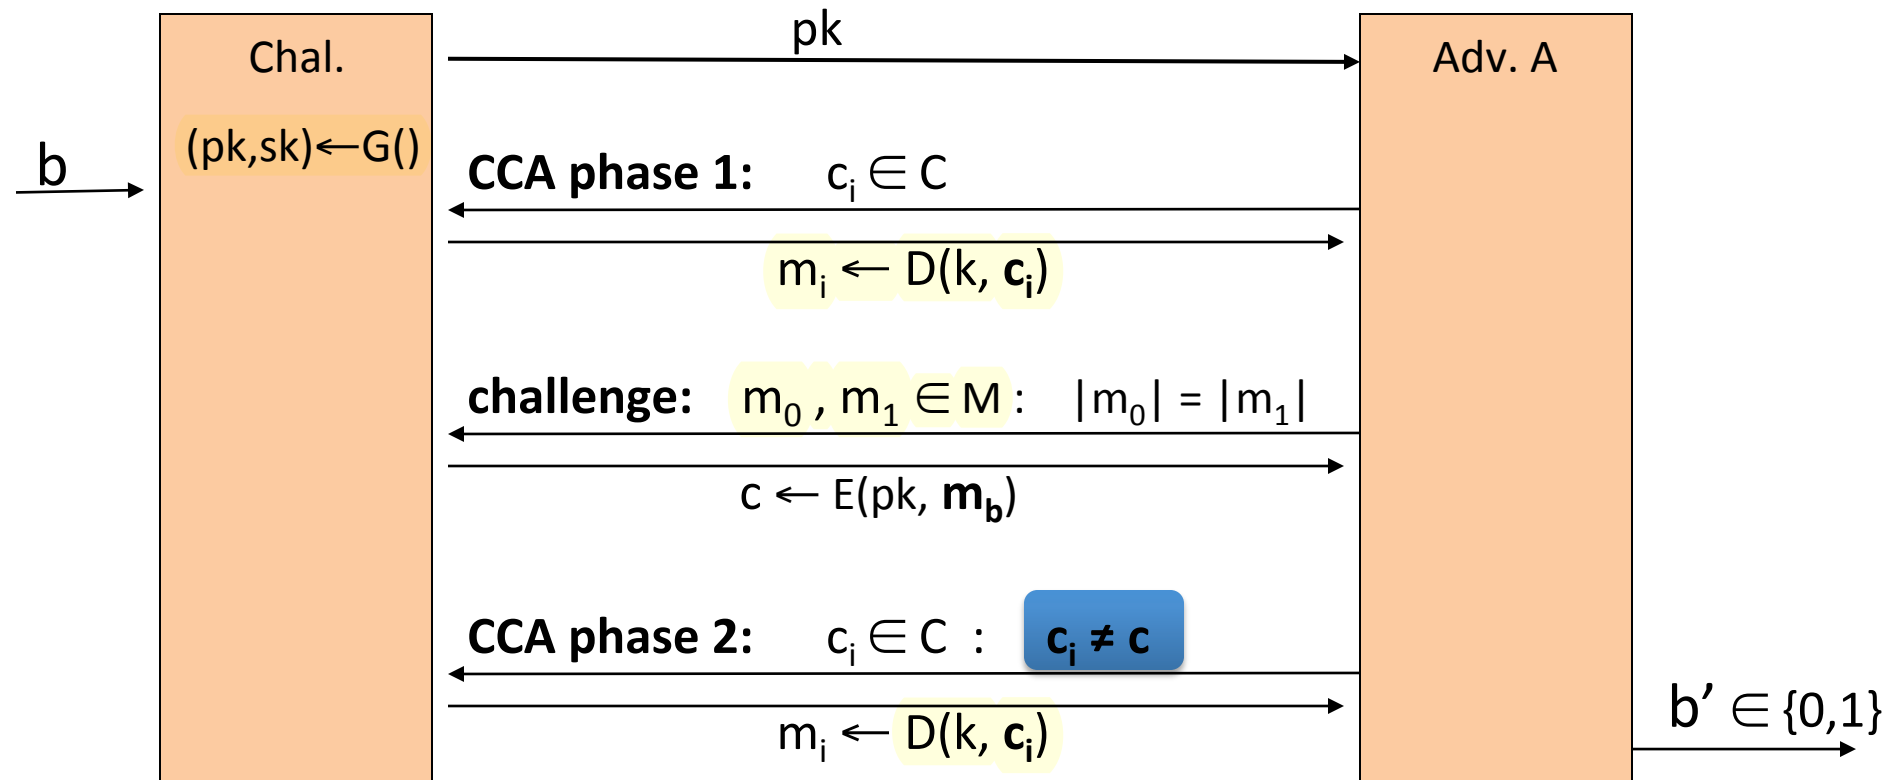 Chal.
pk
Adv. A
b
(pk,sk)←G()
CCA phase 1: cᵢ ∈ C
mᵢ ← D(k, cᵢ)
challenge: m₀ , m₁ ∈ M : |m₀| = |m₁|
c ← E(pk, m_b)
CCA phase 2: cᵢ ∈ C : cᵢ ≠ c
mᵢ ← D(k, cᵢ)
b’ ∈ {0,1}